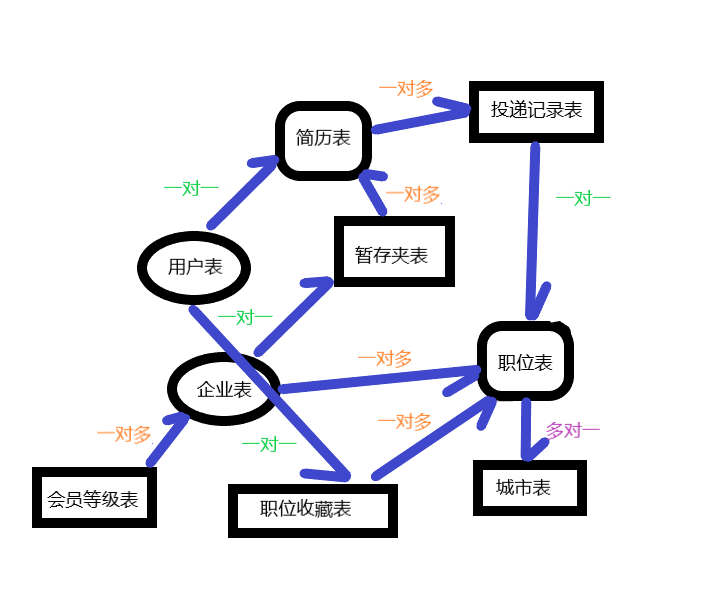 一对多
投递记录表
简历表
一对一
一对多.
一对一
暂存夹表
用户表
一对一
一对多
职位表
企业表
一对多
一对多.
一对一
多对一
会员等级表
职位收藏表
城市表